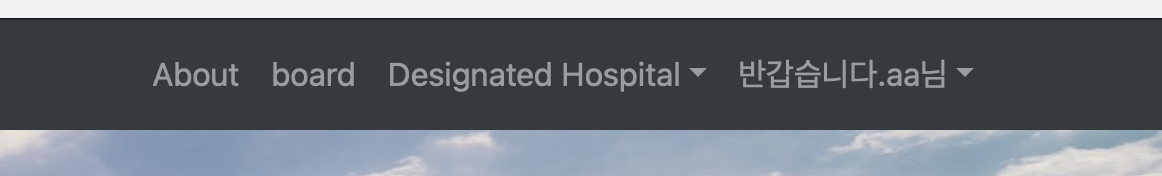 About board Designated Hospital 반갑습니다.aa님